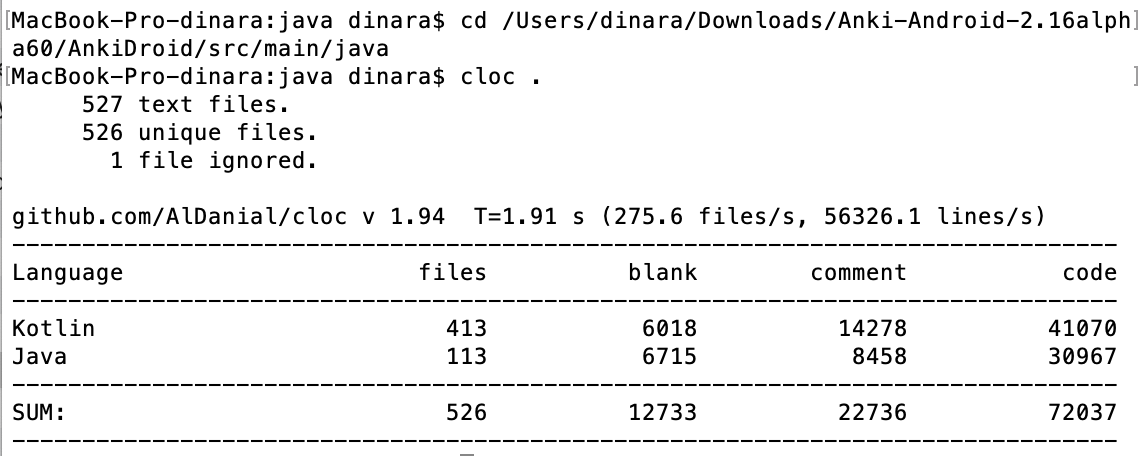 [MacBook-Pro-dinara:java dinara$ cd /Users/dinara/Downloads/Anki-Android-2.16alph]
a60/AnkiDroid/src/main/java
[MacBook-Pro-dinara:java dinara$ cloc . ]
527 text files.
526 unique files.
1 file ignored.
github.com/AlDanial/cloc v 1.94  T=1.91 s (275.6 files/s, 56326.1 lines/s)
-------------------------------------------------------------------------------
Language                     files          blank        comment           code
-------------------------------------------------------------------------------
Kotlin                         413           6018          14278          41070
Java                           113           6715           8458          30967
-------------------------------------------------------------------------------
SUM:                           526          12733          22736          72037
-------------------------------------------------------------------------------